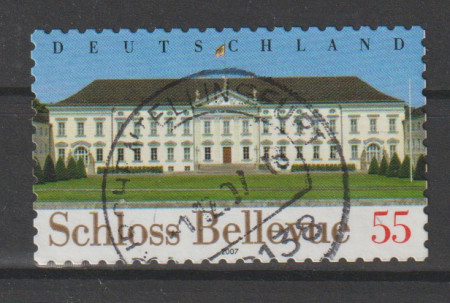 DEUTSCHLAND
Schloss Bellevue 55
2007